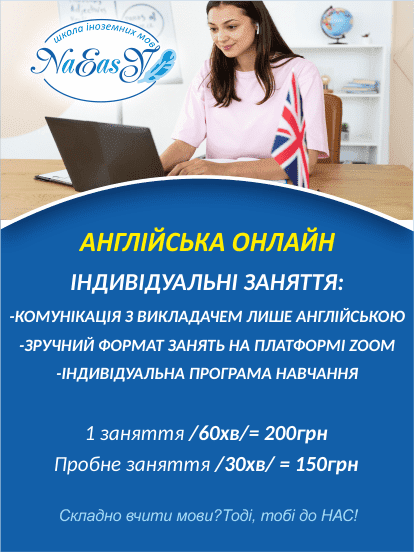 школа іноземних мов
NaEasY
АНГЛІЙСЬКА ОНЛАЙН
ІНДИВІДУАЛЬНІ ЗАНЯТТЯ:
-КОМУНІКАЦІЯ З ВИКЛАДАЧЕМ ЛИШЕ АНГЛІЙСЬКОЮ
-ЗРУЧНИЙ ФОРМАТ ЗАНЯТЬ НА ПЛАТФОРМІ ZOOM
-ІНДИВІДУАЛЬНА ПРОГРАМА НАВЧАННЯ
1 заняття /60хв/= 200грн
Пробне заняття /30хв/ = 150грн
Складно вчити мови?Тоді, тобі до НАС!